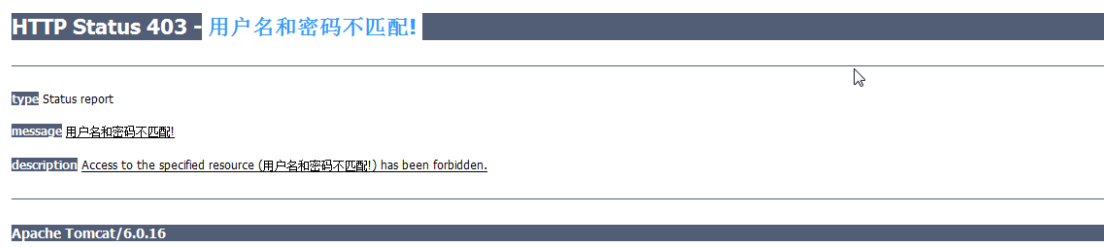 HTTP Status 403 - 用户名和密码不匹配!
type Status report
message 用户名和密码不匹配!
description Access to the specified resource (用户名和密码不匹配!) has been forbidden.
Apache Tomcat/6.0.16